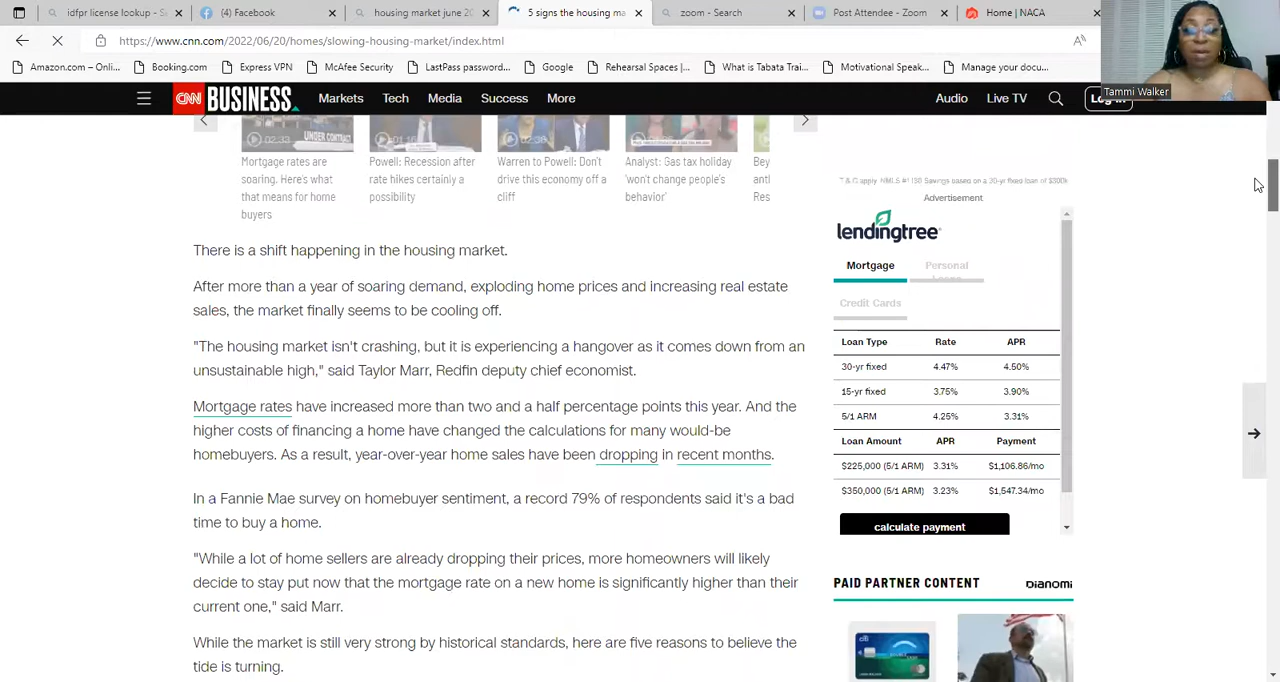 idfpr license lookup - S
(4) Facebook
housing market june 20
5 signs the housing ma
zoom - Search
Post Attendee - Zoom
Home | NACA
https://www.cnn.com/2022/06/20/homes/slowing-housing-market/index.html
Amazon.com – Onli...
Booking.com
Express VPN
McAfee Security
LastPass passwor...
Google
Rehearsal Spaces |...
What is Tabata Trai...
Motivational Speak...
Manage your docu...
Tammi Walker
CNN BUSINESS
Markets
Tech
Media
Success
More
Audio
Live TV
Log In
UNDER CONTRACT
02:33
Mortgage rates are
soaring. Here's what
that means for home
buyers
Powell: Recession after
rate hikes certainly a
possibility
Warren to Powell: Don't
drive this economy off a
cliff
Analyst: Gas tax holiday
'won't change people's
behavior'
Bey
anti
Res
There is a shift happening in the housing market.
After more than a year of soaring demand, exploding home prices and increasing real estate
sales, the market finally seems to be cooling off.
"The housing market isn't crashing, but it is experiencing a hangover as it comes down from an
unsustainable high," said Taylor Marr, Redfin deputy chief economist.
Mortgage rates have increased more than two and a half percentage points this year. And the
higher costs of financing a home have changed the calculations for many would-be
homebuyers. As a result, year-over-year home sales have been dropping in recent months.
In a Fannie Mae survey on homebuyer sentiment, a record 79% of respondents said it's a bad
time to buy a home.
"While a lot of home sellers are already dropping their prices, more homeowners will likely
decide to stay put now that the mortgage rate on a new home is significantly higher than their
current one," said Marr.
While the market is still very strong by historical standards, here are five reasons to believe the
tide is turning.
Advertisement
lendingtree
Mortgage
Personal
Loans
Credit Cards
Loan Type Rate APR
30-yr fixed 4.47% 4.50%
15-yr fixed 3.75% 3.90%
5/1 ARM 4.25% 3.31%
Loan Amount APR Payment
$225,000 (5/1 ARM) 3.31% $1,106.86/mo
$350,000 (5/1 ARM) 3.23% $1,547.34/mo
calculate payment
PAID PARTNER CONTENT
DIANOMI
citi